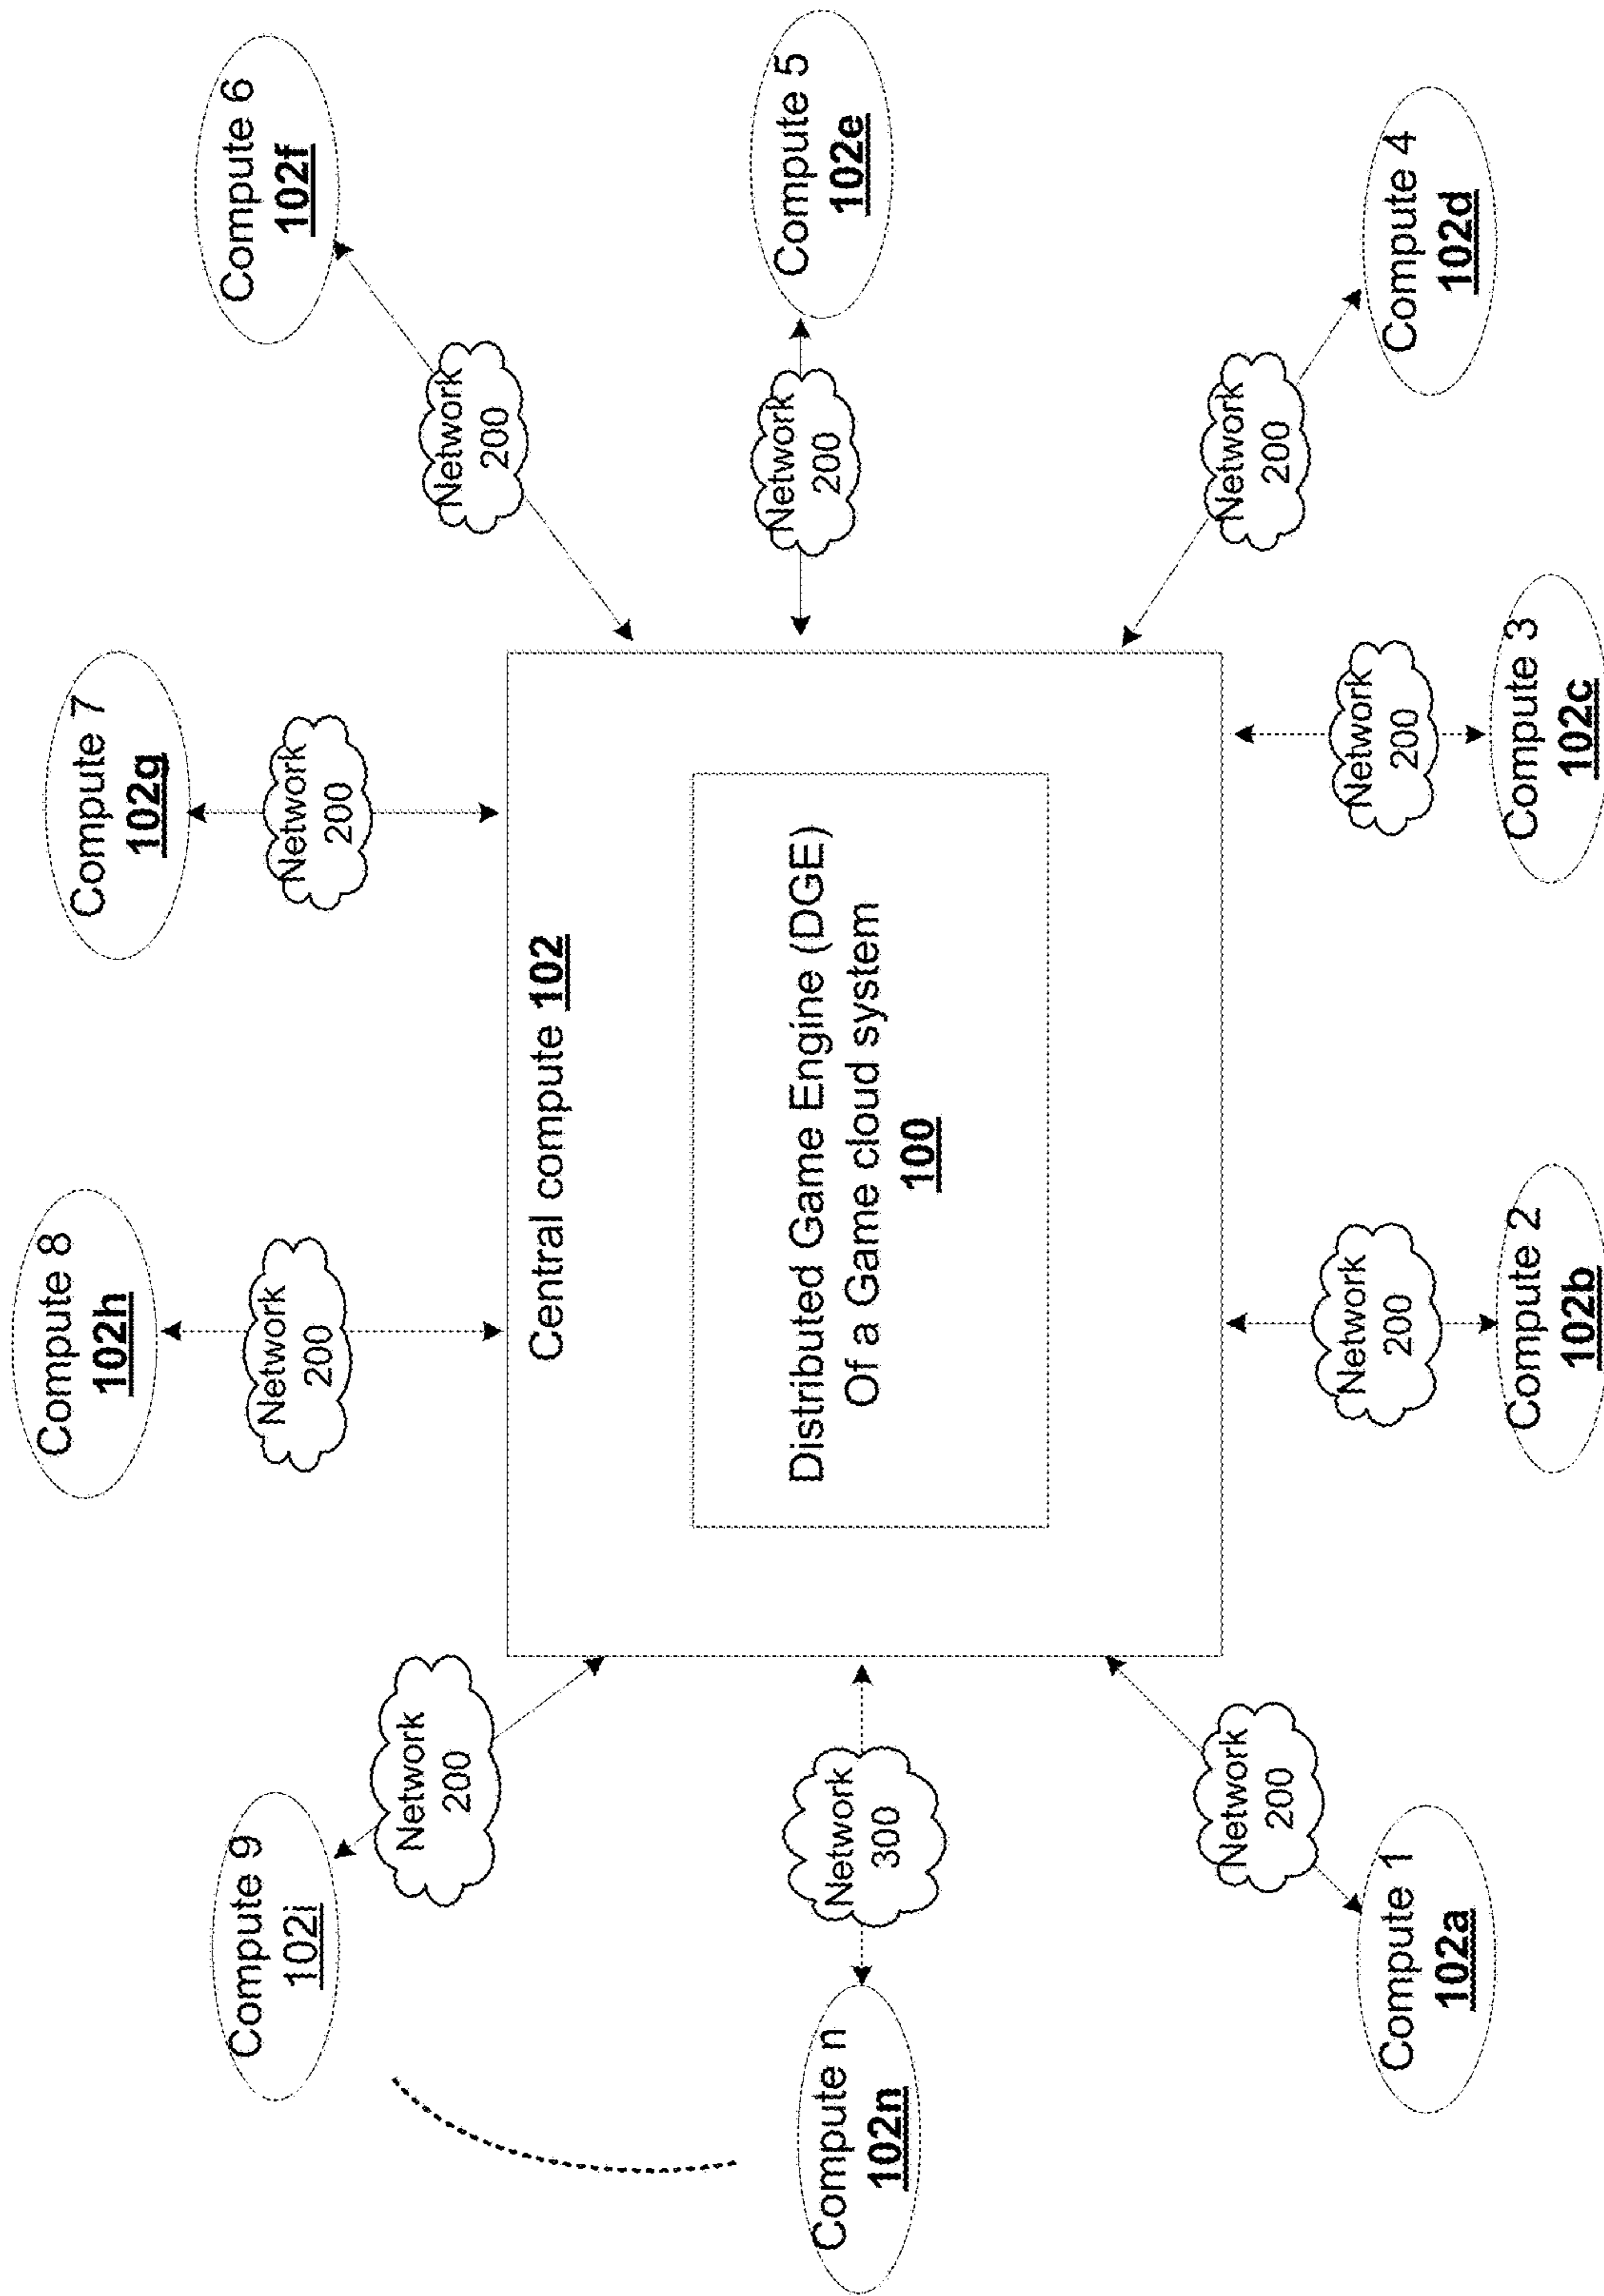 Compute 9
102i
Compute 8
102h
Compute 7
102g
Compute 6
102f
Network
200
Network
200
Network
200
Network
200
Central compute 102
Distributed Game Engine (DGE)
Of a Game cloud system
100
Compute n
102n
Network
300
Network
200
Compute 5
102e
Network
200
Network
200
Network
200
Network
200
Compute 1
102a
Compute 2
102b
Compute 3
102c
Compute 4
102d